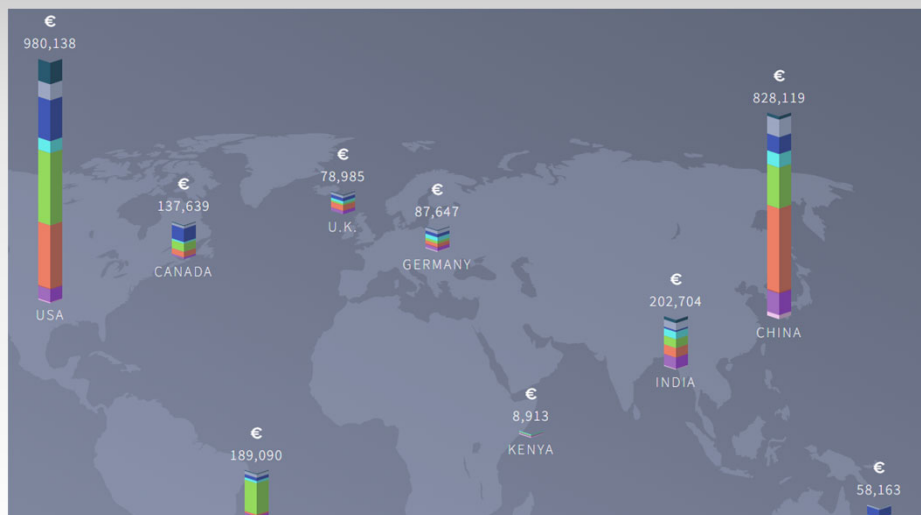 €
980,138
USA
€
137,639
CANADA
€
78,985
U.K.
€
87,647
GERMANY
€
828,119
CHINA
€
202,704
INDIA
€
8,913
KENYA
€
189,090
€
58,163